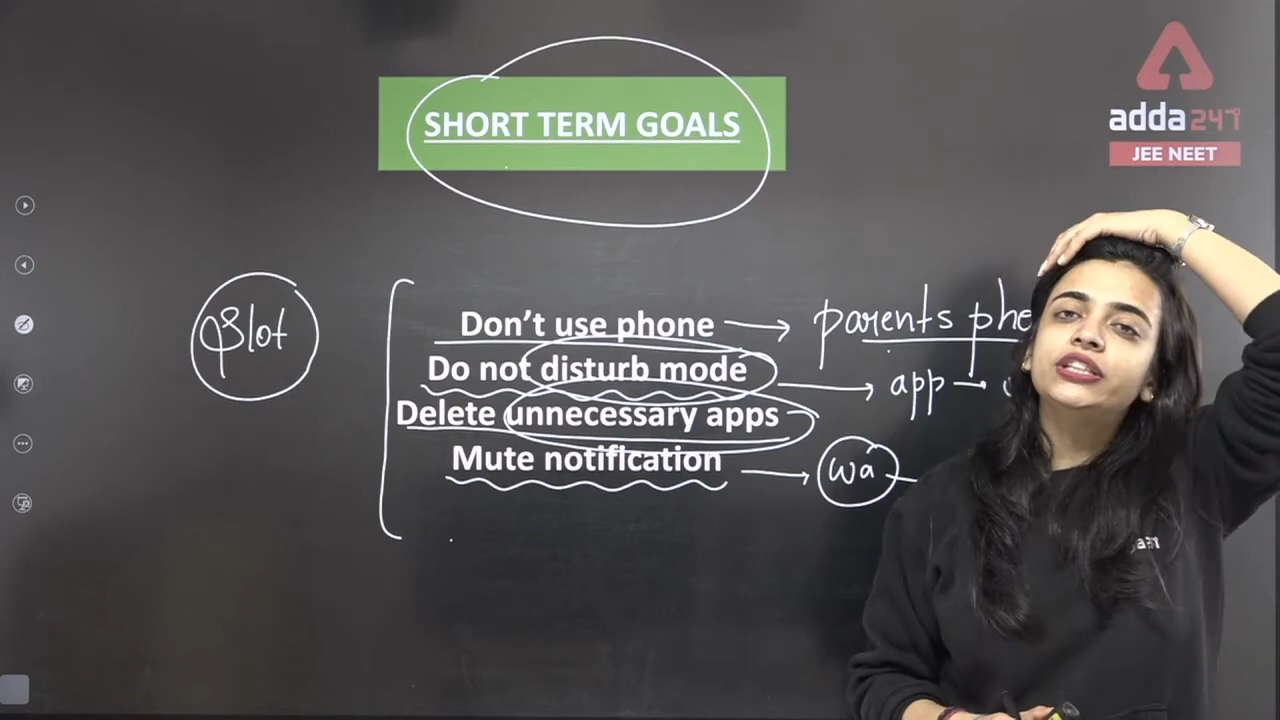 SHORT TERM GOALS
adda247
JEE NEET
Slot
Don't use phone → parents pho
Do not disturb mode → app →
Delete unnecessary apps
Mute notification → wa